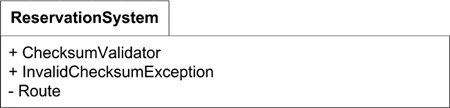 ReservationSystem
+ ChecksumValidator
+ InvalidChecksumException
- Route